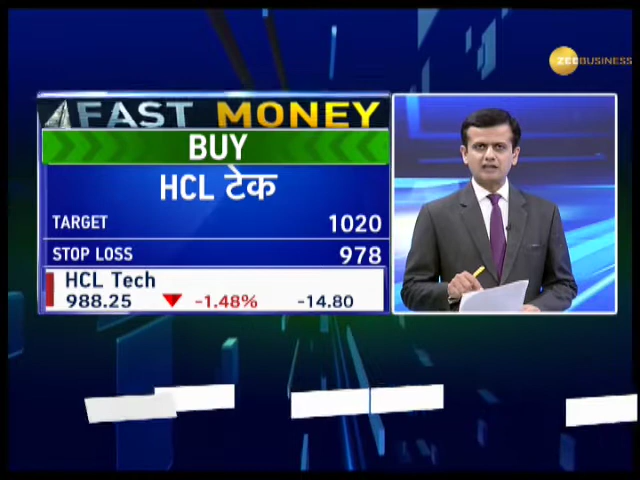 ZEEBUSINESS
FAST MONEY
BUY
HCL टेक
TARGET 1020
STOP LOSS 978
HCL Tech
988.25 ▼ -1.48% -14.80